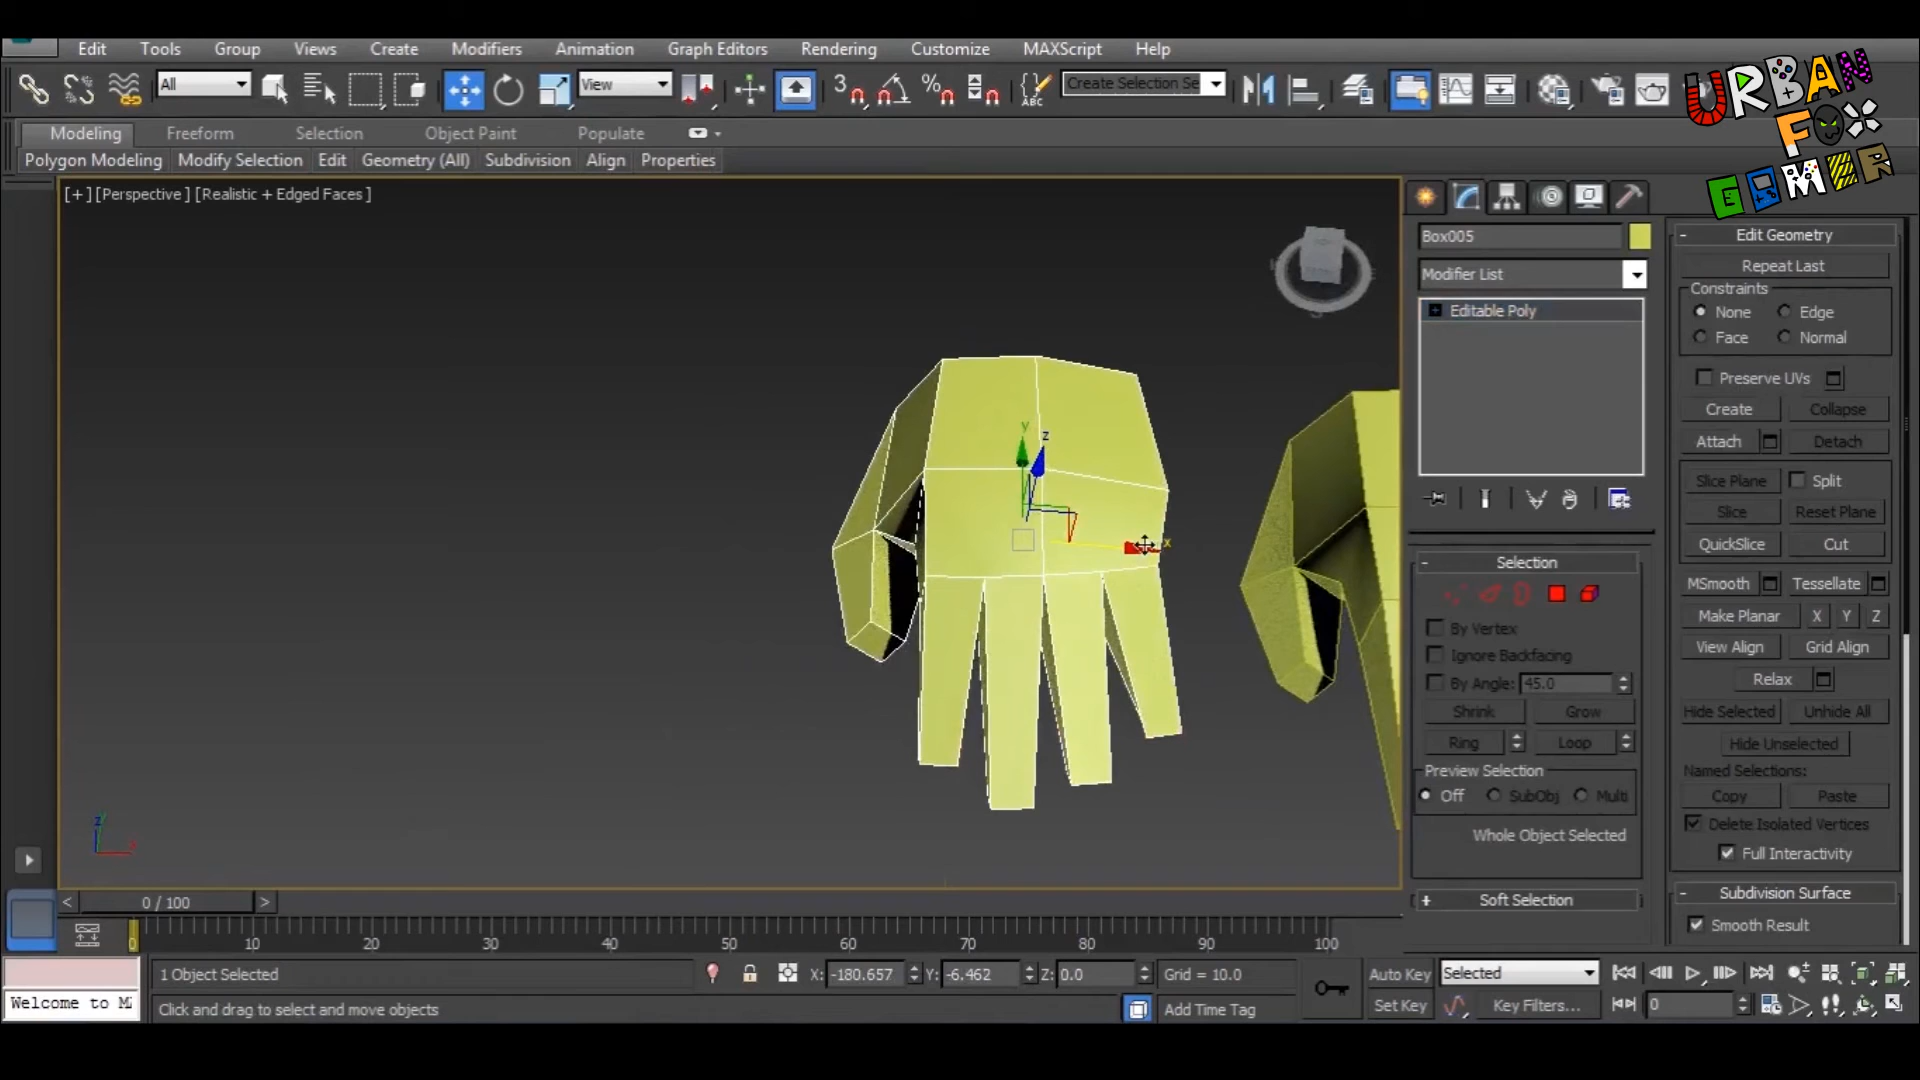 Edit Tools Group Views Create Modifiers Animation Graph Editors Rendering Customize MAXScript Help
All View 3 % ABC Create Selection Se
URBAN FOX GAMER
Modeling Freeform Selection Object Paint Populate
Polygon Modeling Modify Selection Edit Geometry (All) Subdivision Align Properties
[+] [Perspective ] [Realistic + Edged Faces ]
Box005
Modifier List
Editable Poly
Selection
By Vertex
Ignore Backfacing
By Angle: 45.0
Shrink Grow
Ring Loop
Preview Selection
Off SubObj Multi
Whole Object Selected
Soft Selection
Edit Geometry
Repeat Last
Constraints
None Edge
Face Normal
Preserve UVs
Create Collapse
Attach Detach
Slice Plane Split
Slice Reset Plane
QuickSlice Cut
MSmooth Tessellate
Make Planar X Y Z
View Align Grid Align
Relax
Hide Selected Unhide All
Hide Unselected
Named Selections:
Copy Paste
Delete Isolated Vertices
Full Interactivity
Subdivision Surface
Smooth Result
y
z
x
z
x
< 0 / 100 >
0 10 20 30 40 50 60 70 80 90 100
1 Object Selected X: -180.657 Y: -6.462 Z: 0.0 Grid = 10.0 Auto Key Selected
Welcome to M Click and drag to select and move objects Add Time Tag Set Key Key Filters... 0